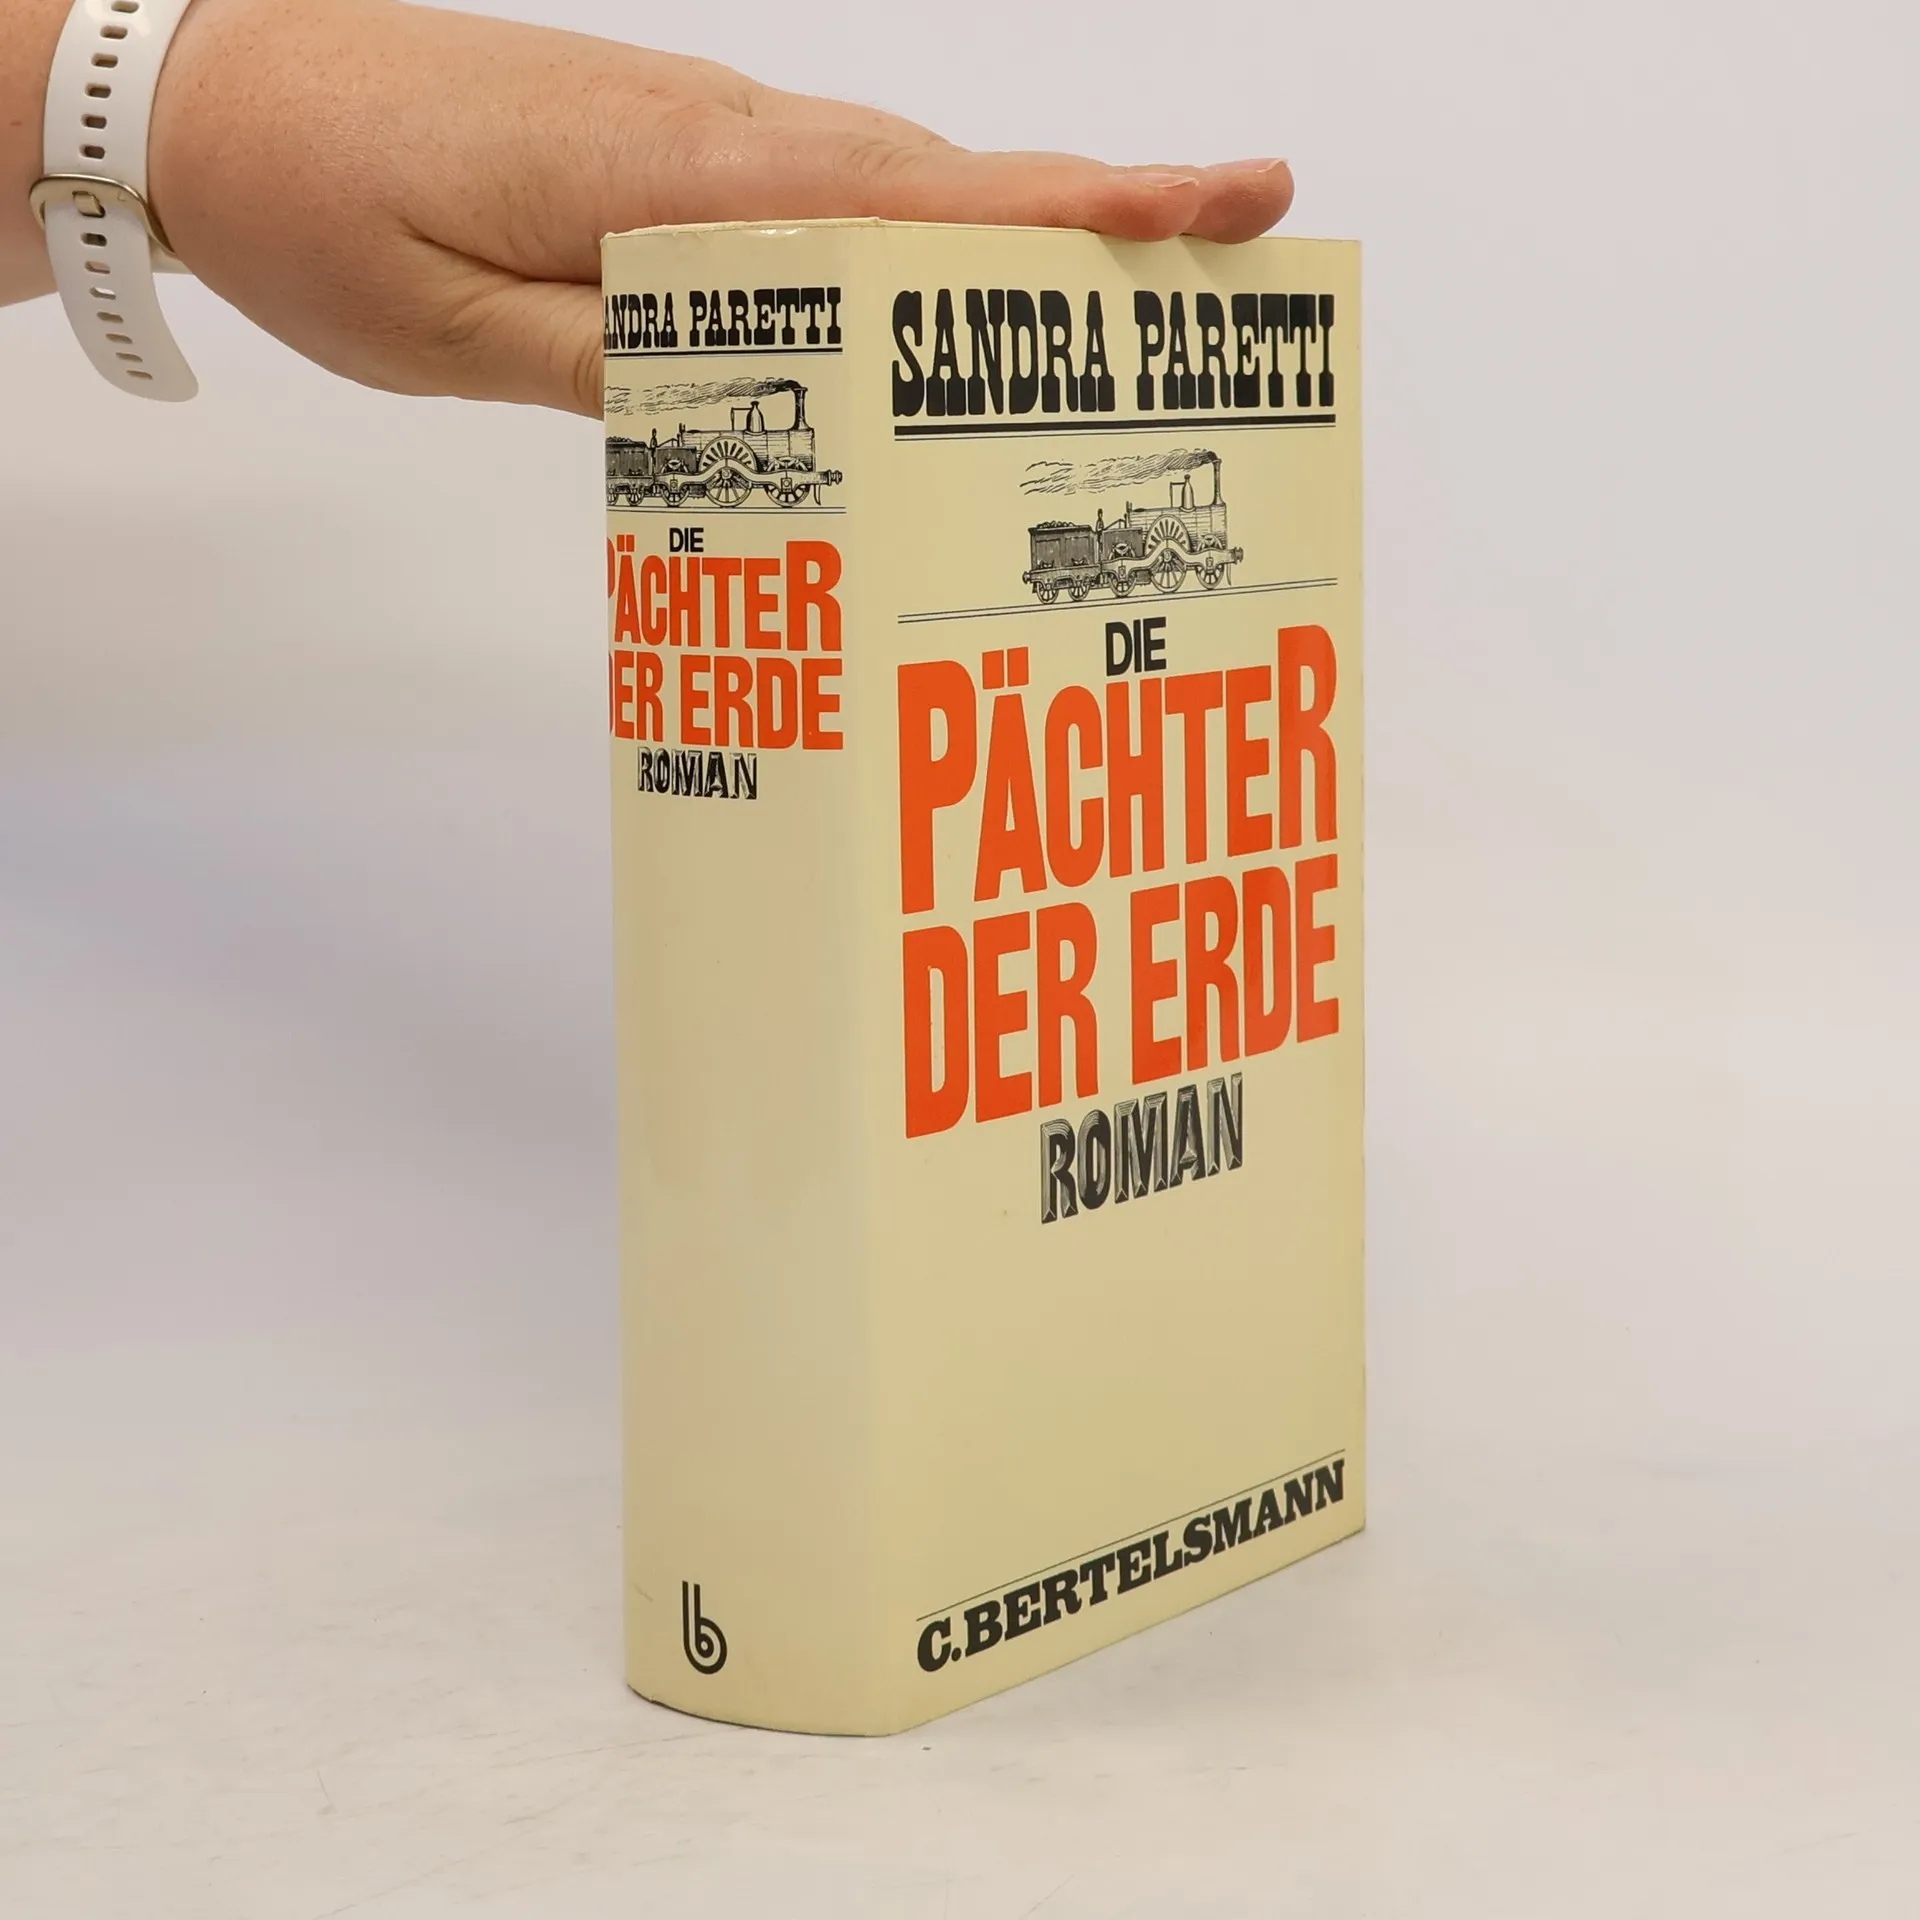 SANDRA PARETTI
DIE
PÄCHTER
DER ERDE
ROMAN
b
SANDRA PARETTI
DIE
PÄCHTER
DER ERDE
ROMAN
C. BERTELSMANN